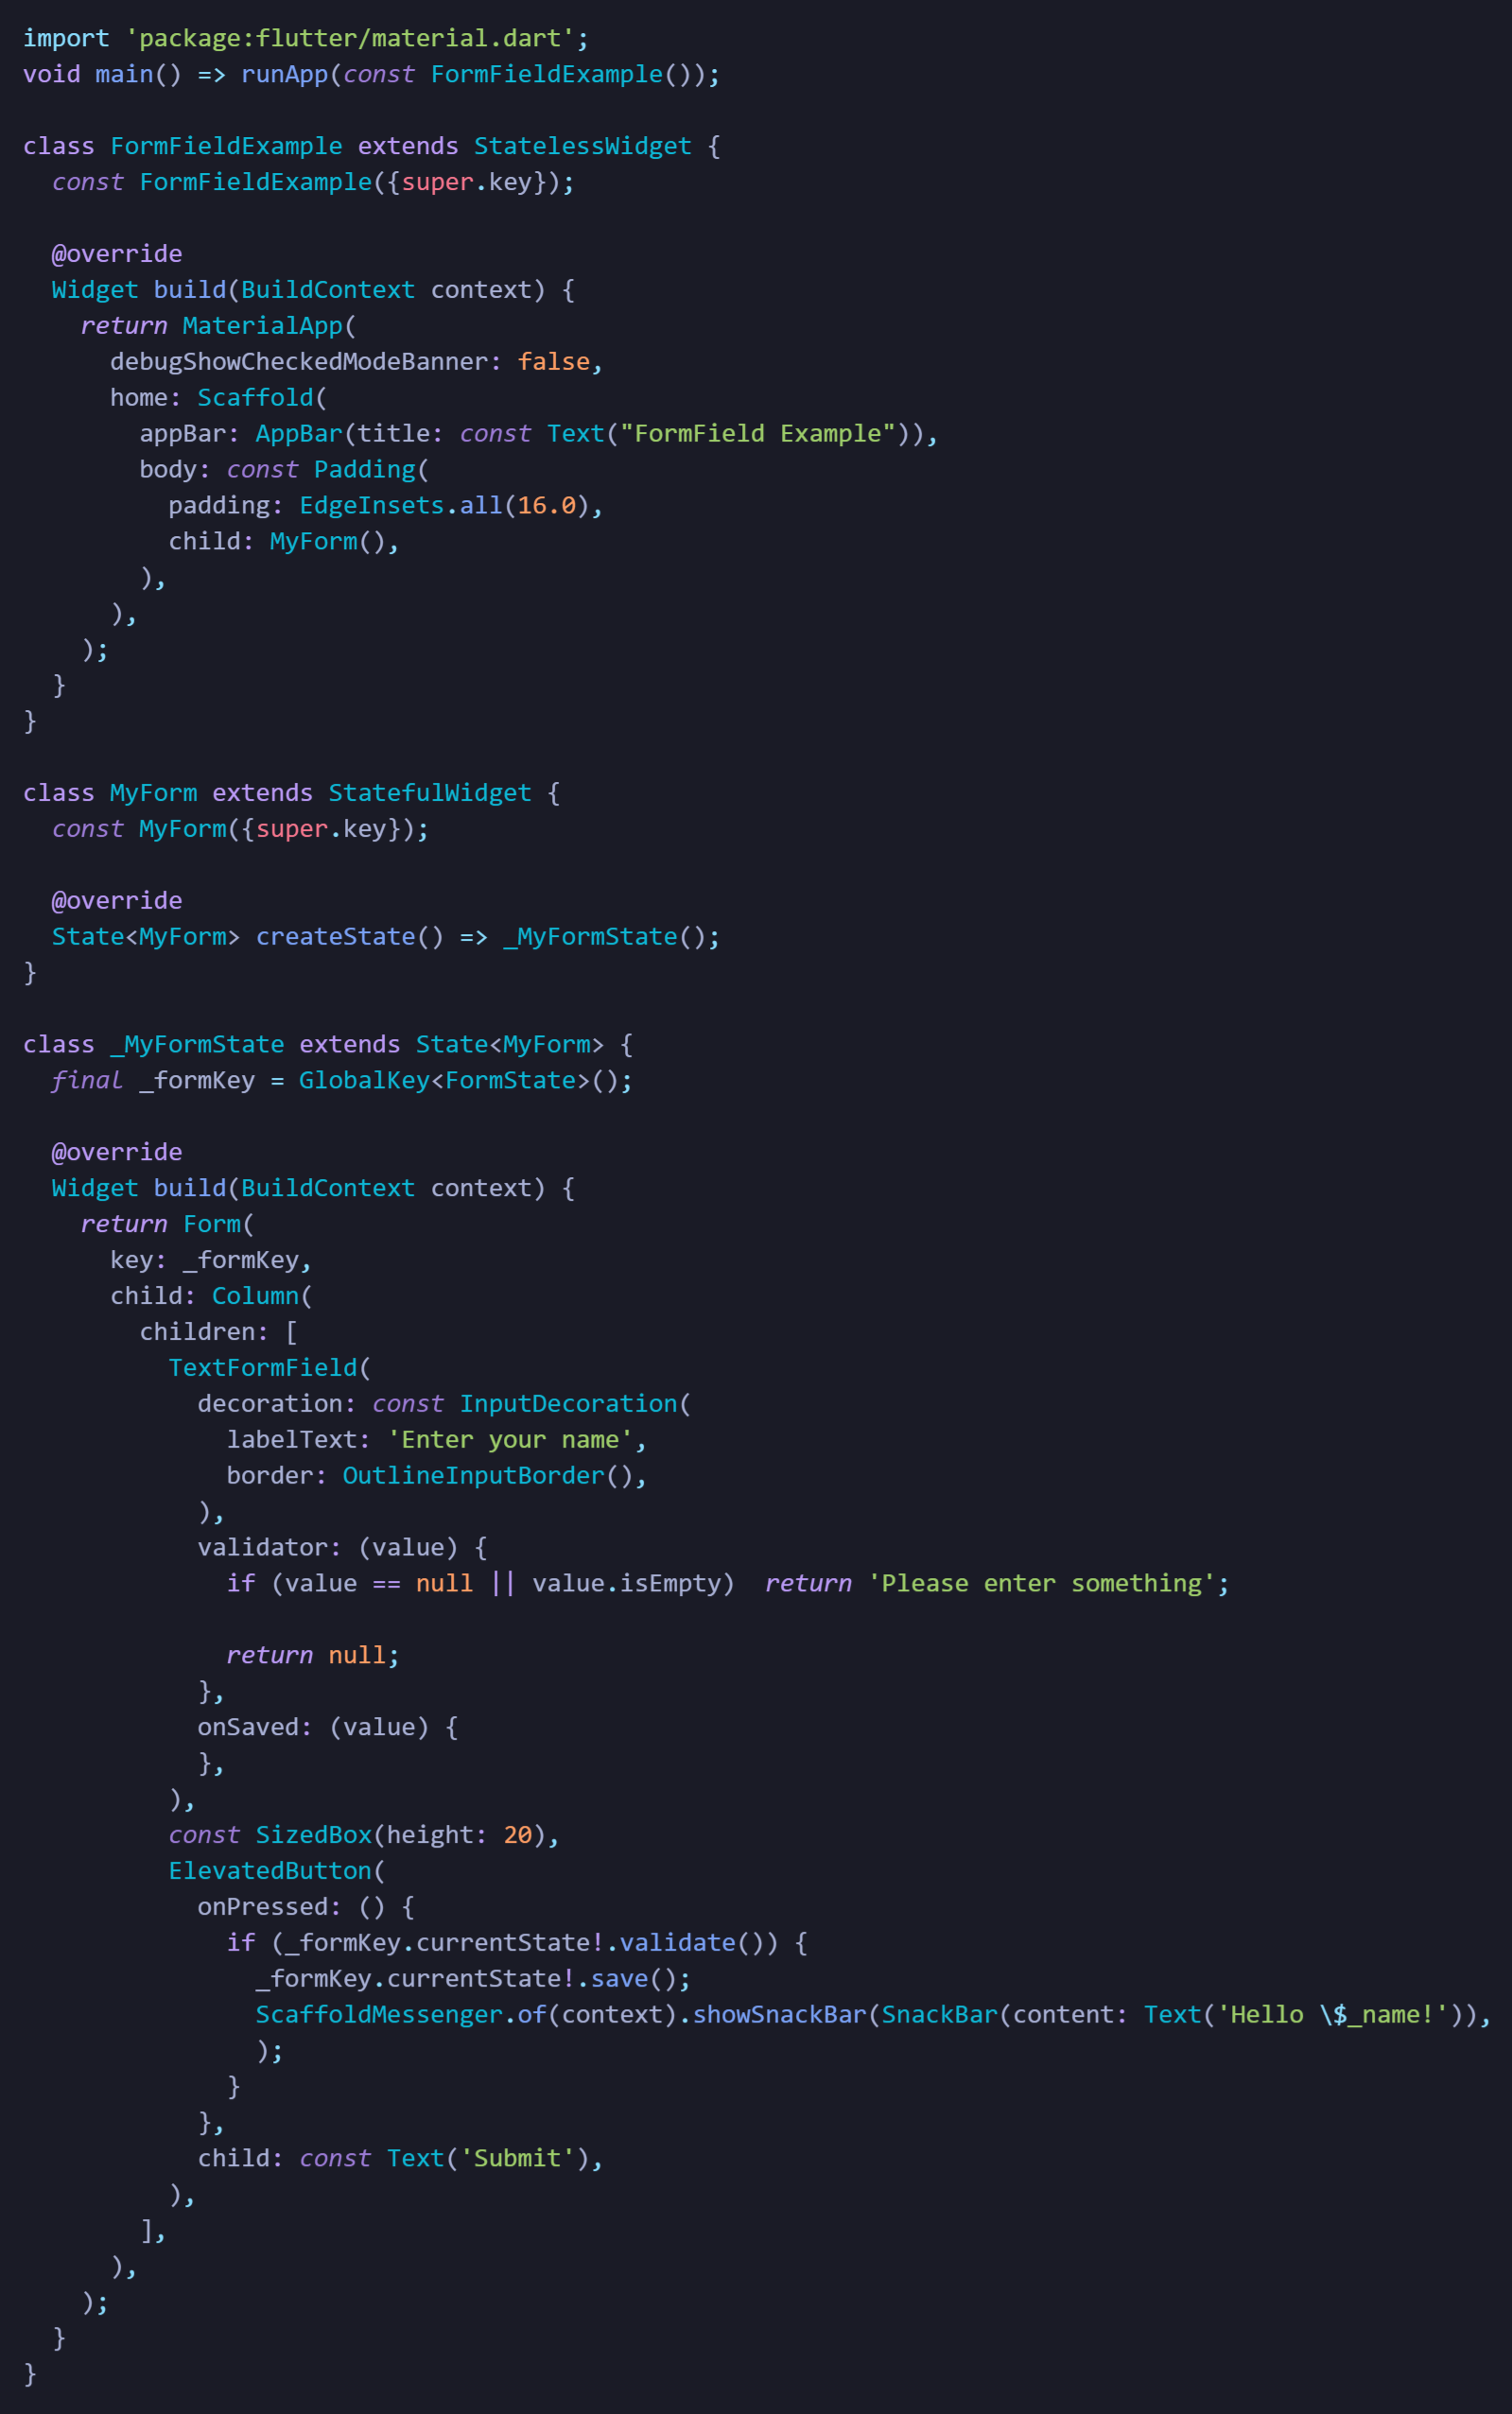 import 'package:flutter/material.dart';
void main() => runApp(const FormFieldExample());

class FormFieldExample extends StatelessWidget {
  const FormFieldExample({super.key});

  @override
  Widget build(BuildContext context) {
    return MaterialApp(
      debugShowCheckedModeBanner: false,
      home: Scaffold(
        appBar: AppBar(title: const Text("FormField Example")),
        body: const Padding(
          padding: EdgeInsets.all(16.0),
          child: MyForm(),
        ),
      ),
    );
  }
}

class MyForm extends StatefulWidget {
  const MyForm({super.key});

  @override
  State<MyForm> createState() => _MyFormState();
}

class _MyFormState extends State<MyForm> {
  final _formKey = GlobalKey<FormState>();

  @override
  Widget build(BuildContext context) {
    return Form(
      key: _formKey,
      child: Column(
        children: [
          TextFormField(
            decoration: const InputDecoration(
              labelText: 'Enter your name',
              border: OutlineInputBorder(),
            ),
            validator: (value) {
              if (value == null || value.isEmpty)  return 'Please enter something';

              return null;
            },
            onSaved: (value) {
            },
          ),
          const SizedBox(height: 20),
          ElevatedButton(
            onPressed: () {
              if (_formKey.currentState!.validate()) {
                _formKey.currentState!.save();
                ScaffoldMessenger.of(context).showSnackBar(SnackBar(content: Text('Hello \$_name!')),
                );
              }
            },
            child: const Text('Submit'),
          ),
        ],
      ),
    );
  }
}